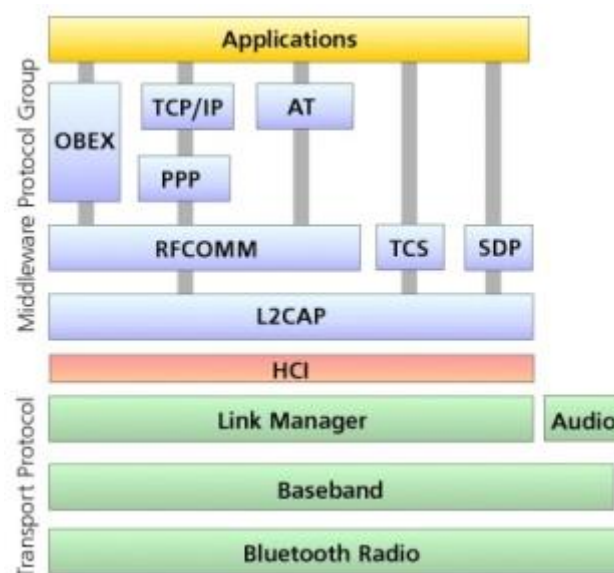 Applications
Middleware Protocol Group
OBEX
TCP/IP
AT
PPP
RFCOMM
TCS
SDP
L2CAP
HCI
Transport Protocol
Link Manager
Audio
Baseband
Bluetooth Radio